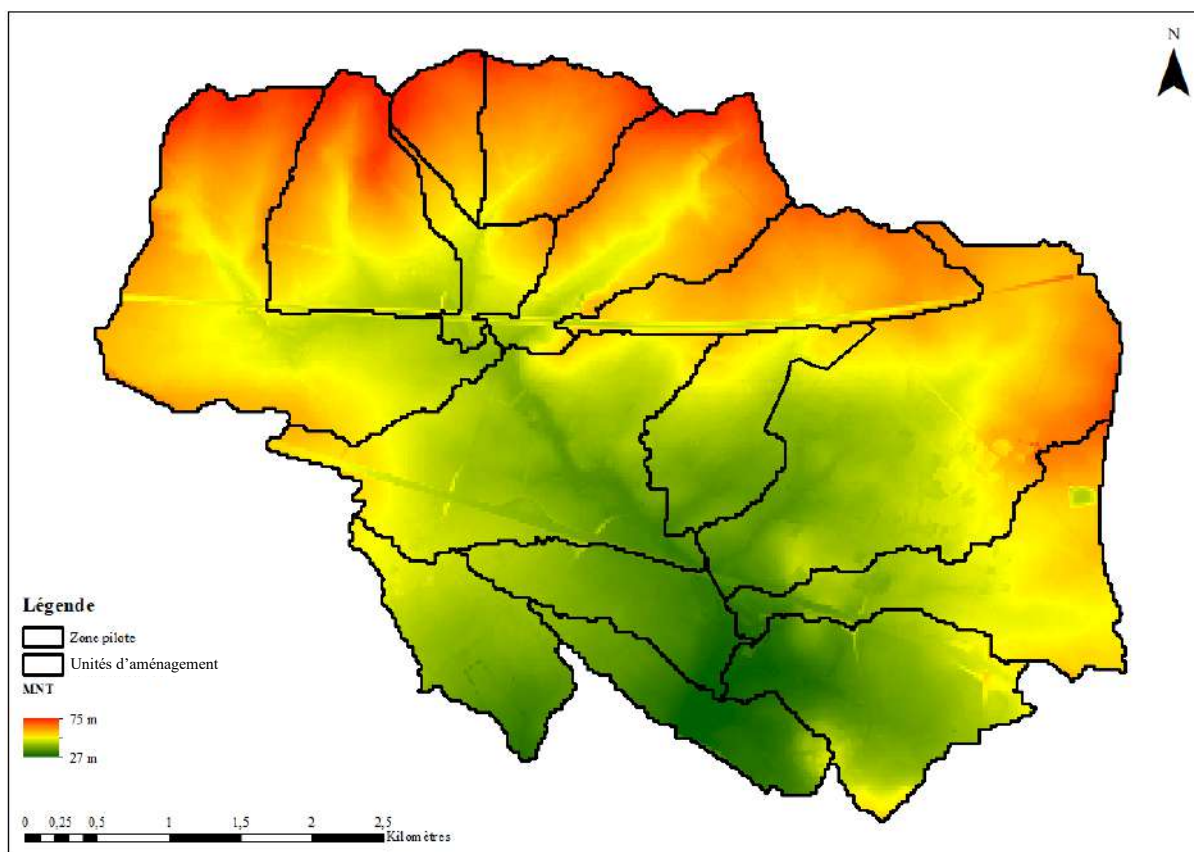 N
Légende
Zone pilote
Unités d'aménagement
MNT
75 m
27 m
0 0,25 0,5 1 1,5 2 2,5
Kilomètres